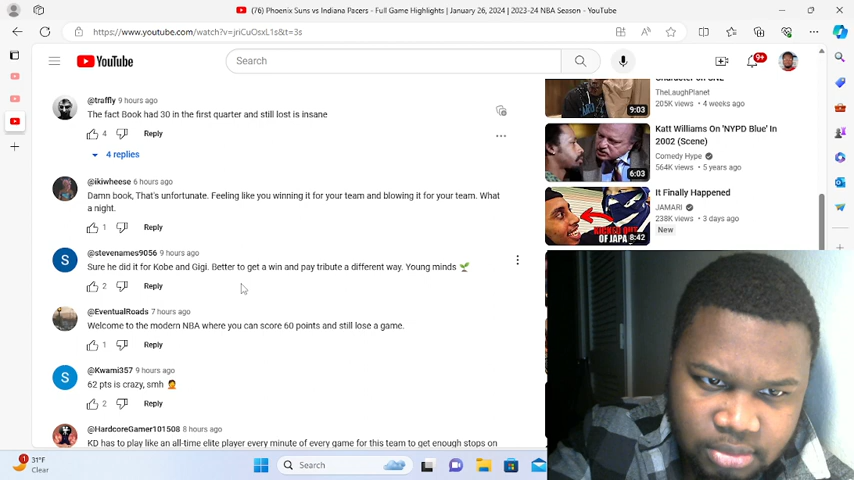 (76) Phoenix Suns vs Indiana Pacers - Full Game Highlights | January 26, 2024 | 2023-24 NBA Season - YouTube
https://www.youtube.com/watch?v=jriCuOsxL1s&t=3s
YouTube
Search
9+
@traffly 9 hours ago
The fact Book had 30 in the first quarter and still lost is insane
4 Reply
4 replies
@ikiwheese 6 hours ago
Damn book, That's unfortunate. Feeling like you winning it for your team and blowing it for your team. What
a night.
1 Reply
@stevenames9056 9 hours ago
Sure he did it for Kobe and Gigi. Better to get a win and pay tribute a different way. Young minds 🌱
2 Reply
@EventualRoads 7 hours ago
Welcome to the modern NBA where you can score 60 points and still lose a game.
1 Reply
@Kwami357 9 hours ago
62 pts is crazy, smh 🤦
2 Reply
@HardcoreGamer101508 8 hours ago
KD has to play like an all-time elite player every minute of every game for this team to get enough stops on
TheLaughPlanet
205K views • 4 weeks ago
9:03
Katt Williams On 'NYPD Blue' In
2002 (Scene)
Comedy Hype
564K views • 5 years ago
6:03
It Finally Happened
JAMARI
238K views • 3 days ago
New
KICKED OUT
OF JAPA
8:42
S
S
1
31°F
Clear
Search